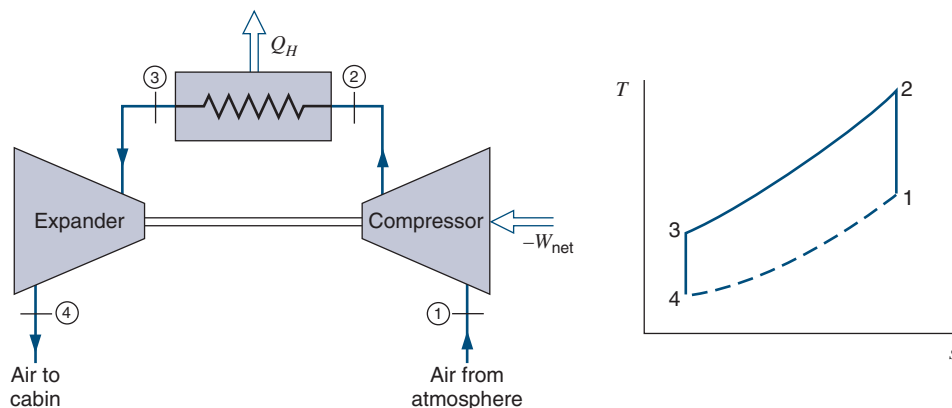 Q_H
3
2
Expander
Compressor
–W_net
4
1
Air to
cabin
Air from
atmosphere
T
2
1
3
4
s